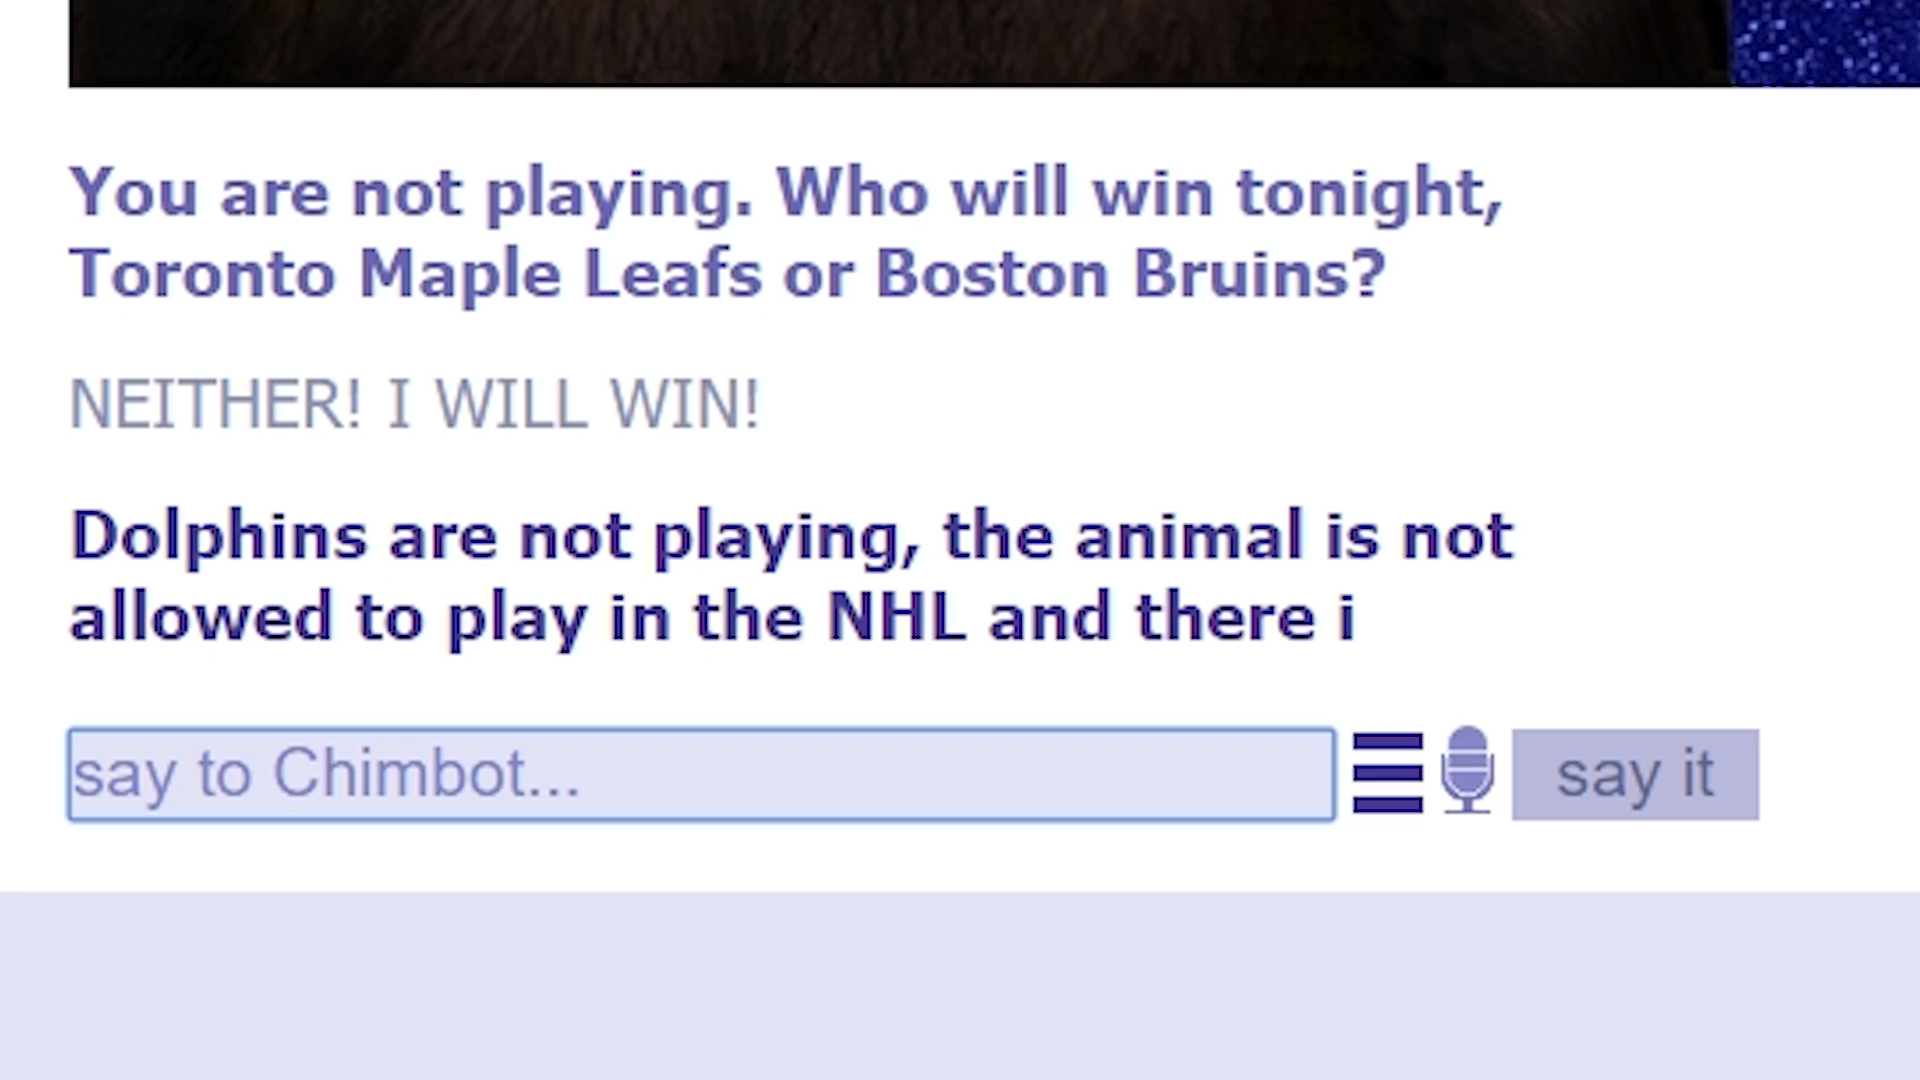 You are not playing. Who will win tonight,
Toronto Maple Leafs or Boston Bruins?
NEITHER! I WILL WIN!
Dolphins are not playing, the animal is not
allowed to play in the NHL and there i
say to Chimbot...
say it